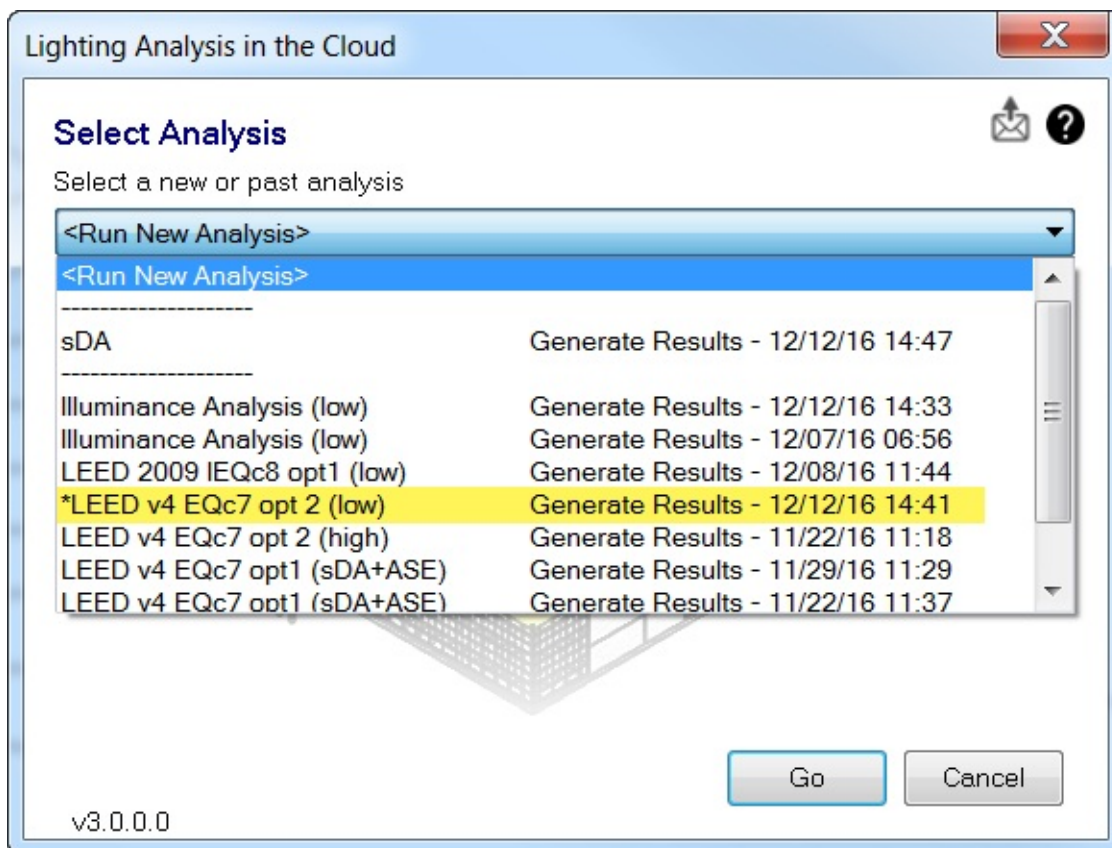 Lighting Analysis in the Cloud
Select Analysis
Select a new or past analysis
<Run New Analysis>
<Run New Analysis>
--------------------
sDA Generate Results - 12/12/16 14:47
--------------------
Illuminance Analysis (low) Generate Results - 12/12/16 14:33
Illuminance Analysis (low) Generate Results - 12/07/16 06:56
LEED 2009 IEQc8 opt1 (low) Generate Results - 12/08/16 11:44
*LEED v4 EQc7 opt 2 (low) Generate Results - 12/12/16 14:41
LEED v4 EQc7 opt 2 (high) Generate Results - 11/22/16 11:18
LEED v4 EQc7 opt1 (sDA+ASE) Generate Results - 11/29/16 11:29
LEED v4 EQc7 opt1 (sDA+ASE) Generate Results - 11/22/16 11:37
Go Cancel
v3.0.0.0